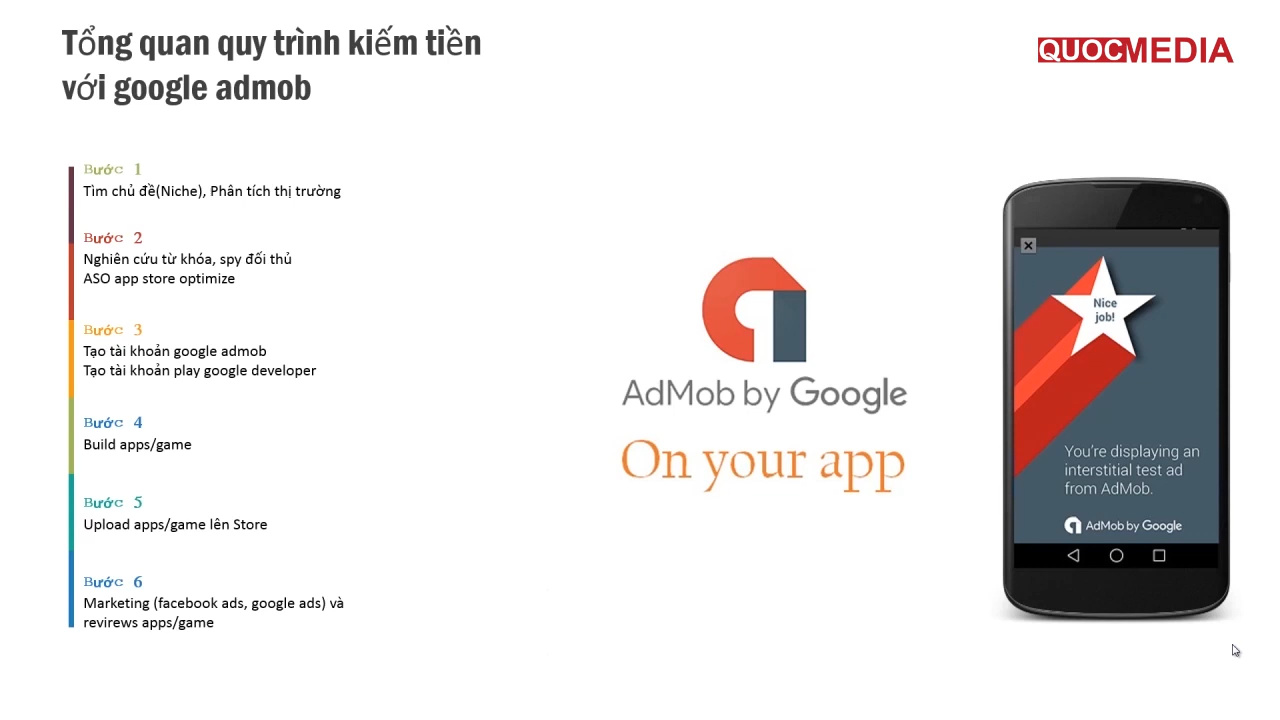 Tổng quan quy trình kiếm tiền
với google admob
QUOCMEDIA
Bước 1
Tìm chủ đề(Niche), Phân tích thị trường
Bước 2
Nghiên cứu từ khóa, spy đối thủ
ASO app store optimize
Bước 3
Tạo tài khoản google admob
Tạo tài khoản play google developer
Bước 4
Build apps/game
Bước 5
Upload apps/game lên Store
Bước 6
Marketing (facebook ads, google ads) và
revirews apps/game
AdMob by Google
On your app
Nice
job!
You're displaying an
interstitial test ad
from AdMob.
AdMob by Google